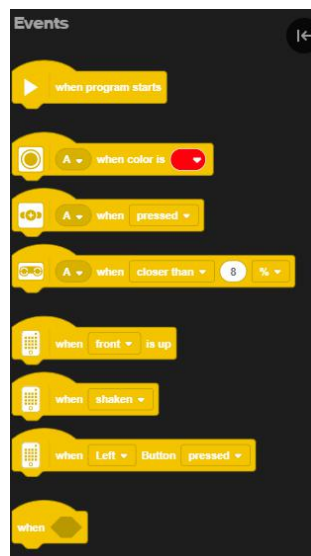 Events
when program starts
A when color is
A when pressed
A when closer than 8 %
when front is up
when shaken
when Left Button pressed
when